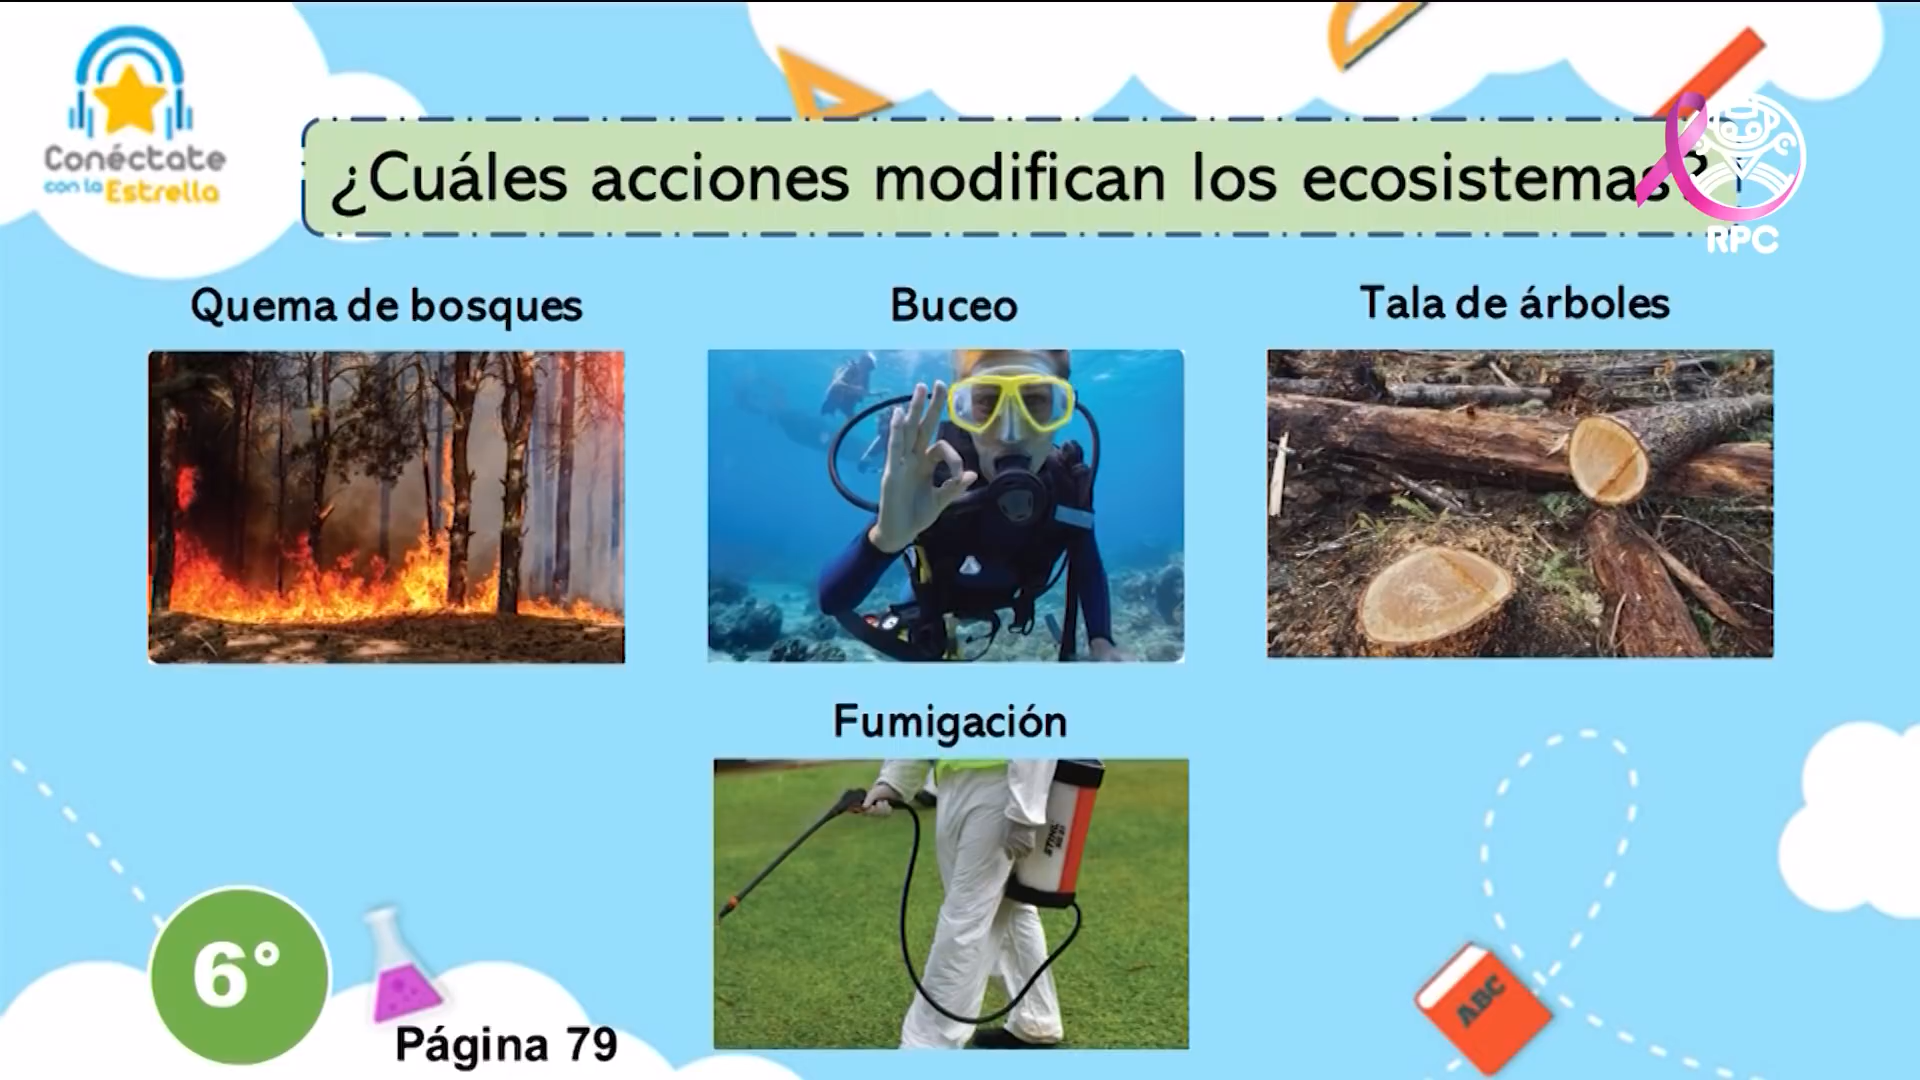 Conéctate
con la Estrella
¿Cuáles acciones modifican los ecosistemas?
RPC
Quema de bosques
Buceo
Tala de árboles
Fumigación
STIHL
6°
Página 79
ABC